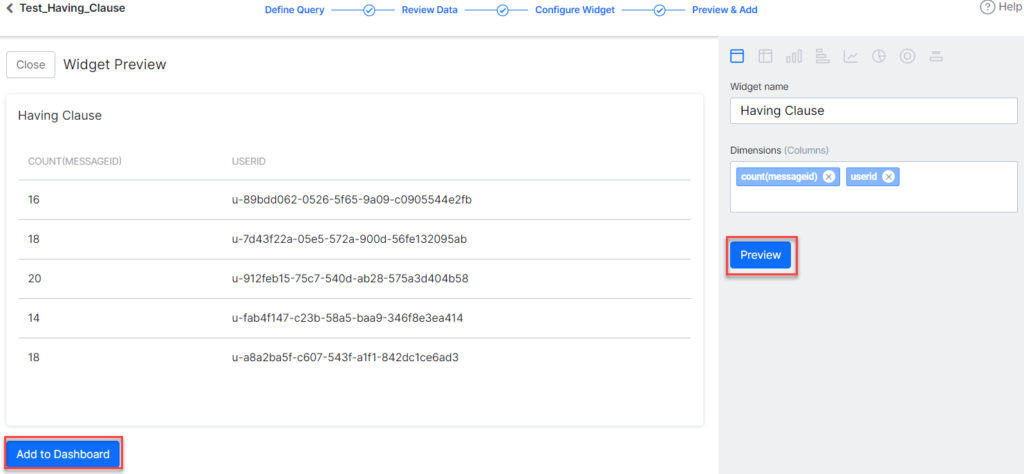 Test_Having_Clause
Define Query
Review Data
Configure Widget
Preview & Add
Help
Close
Widget Preview
Having Clause
COUNT(MESSAGEID) USERID
16 u-89bdd062-0526-5f65-9a09-c0905544e2fb
18 u-7d43f22a-05e5-572a-900d-56fe132095ab
20 u-912feb15-75c7-540d-ab28-575a3d404b58
14 u-fab4f147-c23b-58a5-baa9-346f8e3ea414
18 u-a8a2ba5f-c607-543f-a1f1-842dc1ce6ad3
Add to Dashboard
Widget name
Having Clause
Dimensions (Columns)
count(messageid) userid
Preview